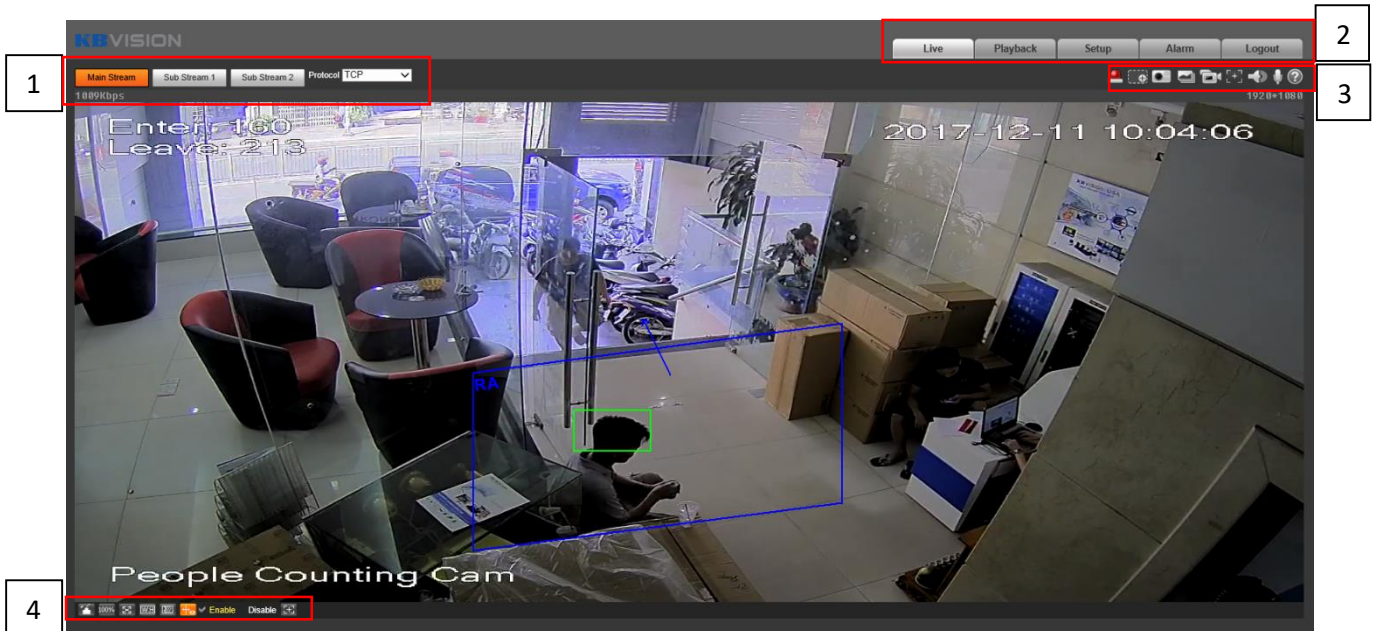 KBVISION
2
Live Playback Setup Alarm Logout
1
Main Stream Sub Stream 1 Sub Stream 2 Protocol TCP
3
1009Kbps
1920*1080
Enter: 160
Leave: 213
2017-12-11 10:04:06
RA
People Counting Cam
4
100% W:H Enable Disable